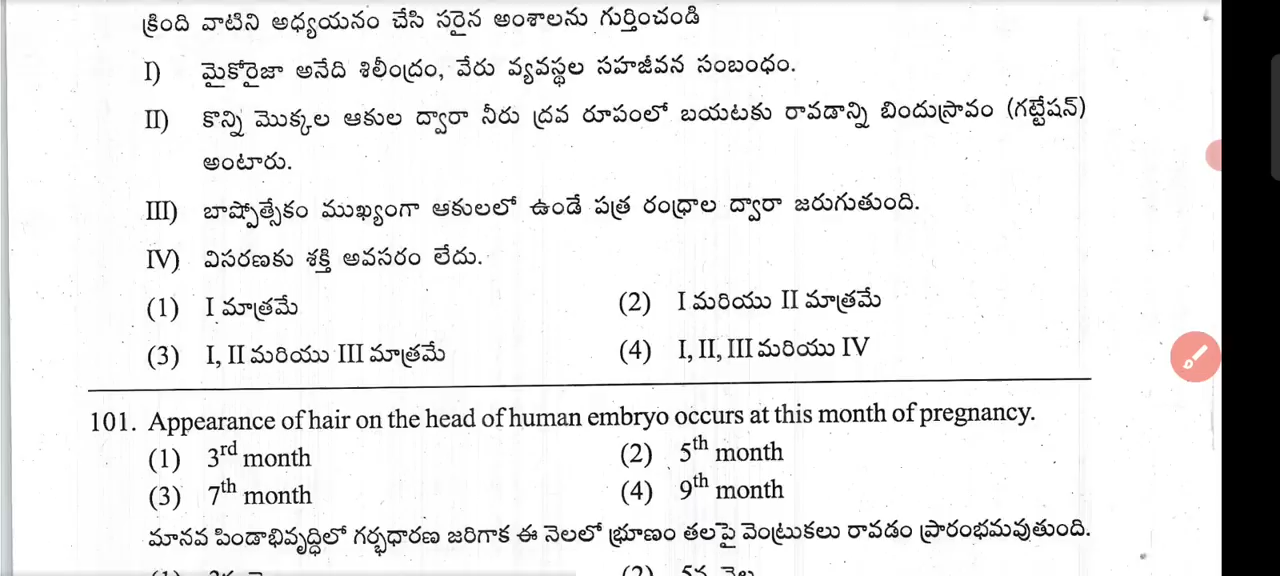 క్రింది వాటిని అధ్యయనం చేసి సరైన అంశాలను గుర్తించండి
I) మైకోరైజా అనేది శిలీంద్రం, వేరు వ్యవస్థల సహజీవన సంబంధం.
II) కొన్ని మొక్కల ఆకుల ద్వారా నీరు ద్రవ రూపంలో బయటకు రావడాన్ని బిందుస్రావం (గట్టేషన్)
అంటారు.
III) బాష్పోత్సేకం ముఖ్యంగా ఆకులలో ఉండే పత్ర రంధ్రాల ద్వారా జరుగుతుంది.
IV) విసరణకు శక్తి అవసరం లేదు.
(1) I మాత్రమే (2) I మరియు II మాత్రమే
(3) I, II మరియు III మాత్రమే (4) I, II, III మరియు IV
101. Appearance of hair on the head of human embryo occurs at this month of pregnancy.
(1) 3rd month (2) 5th month
(3) 7th month (4) 9th month
మానవ పిండాభివృద్ధిలో గర్భధారణ జరిగాక ఈ నెలలో భ్రూణం తలపై వెంట్రుకలు రావడం ప్రారంభమవుతుంది.
(2) 5వ నెల